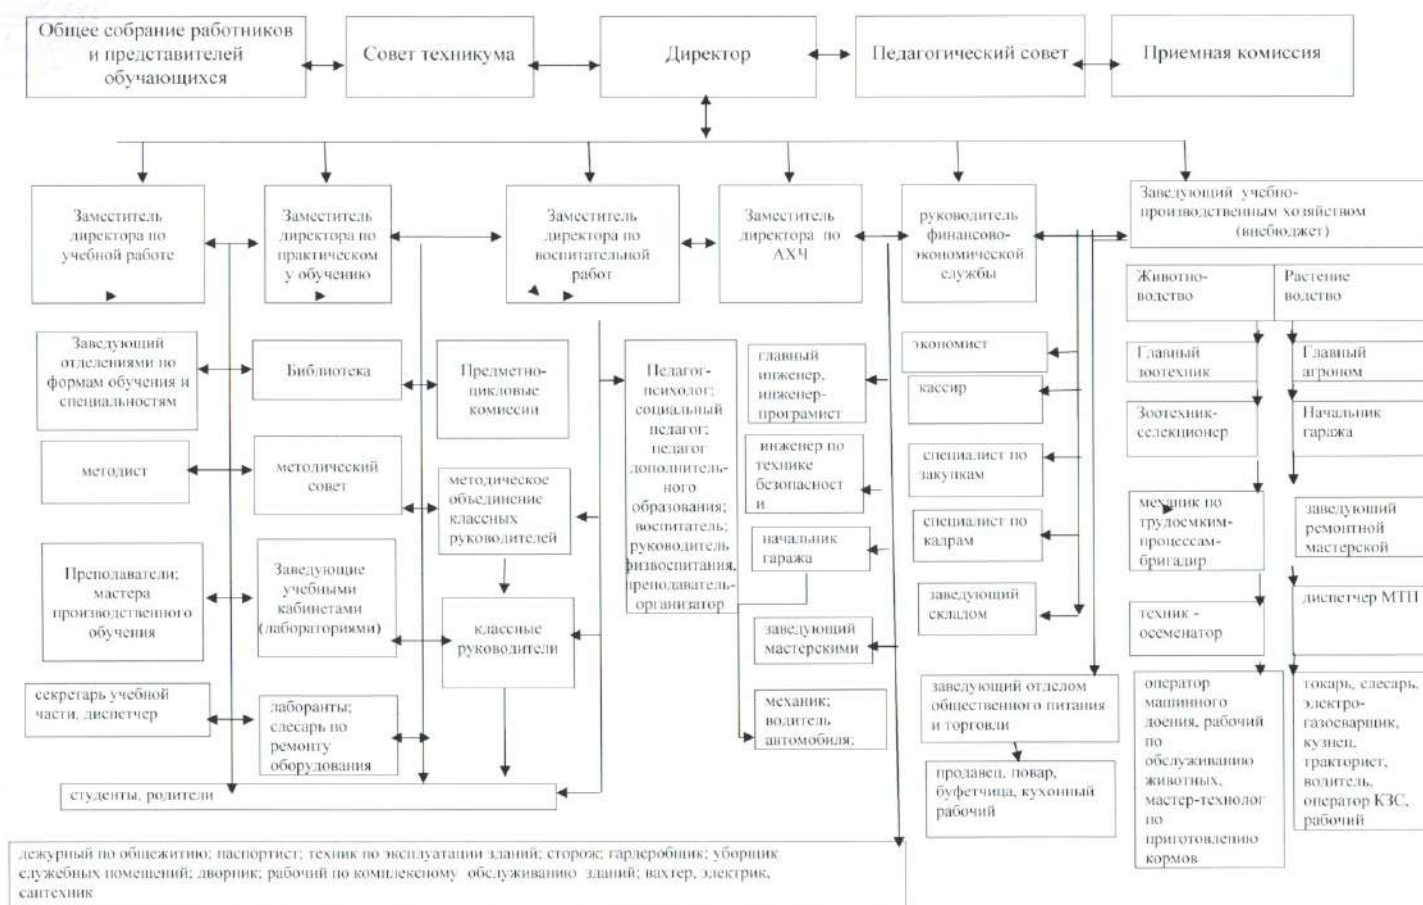 Общее собрание работников
и представителей
обучающихся
Совет техникума
Директор
Педагогический совет
Приемная комиссия
Заместитель
директора по
учебной работе
Заместитель
директора по
практическом
у обучению
Заместитель
директора по
воспитательной
работ
Заместитель
директора по
АХЧ
руководитель
финансово-
экономической
службы
Заведующий учебно-
производственным хозяйством
(внебюджет)
Животно-
водство
Растение
водство
Заведующий
отделениями по
формам обучения и
специальностям
Библиотека
Предметно-
цикловые
комиссии
Педагог-
психолог;
социальный
педагог;
педагог
дополнитель-
ного
образования;
воспитатель;
руководитель
физвоспитания,
преподаватель-
организатор
главный
инженер,
инженер-
програмист
экономист
кассир
Главный
зоотехник
Главный
агроном
Зоотехник-
селекционер
Начальник
гаража
методист
методический
совет
методическое
объединение
классных
руководителей
инженер по
технике
безопасност
и
специалист по
закупкам
специалист по
кадрам
механик по
трудоемким-
процессам-
бригадир
заведующий
ремонтной
мастерской
Преподаватели;
мастера
производственного
обучения
Заведующие
учебными
кабинетами
(лабораториями)
классные
руководители
начальник
гаража
заведующий
мастерскими
заведующий
складом
техник -
осеменатор
диспетчер МТП
секретарь учебной
части, диспетчер
лаборанты;
слесарь по
ремонту
оборудования
механик;
водитель
автомобиля;
заведующий отделом
общественного питания
и торговли
продавец, повар,
буфетчица, кухонный
рабочий
оператор
машинного
доения, рабочий
по
обслуживанию
животных,
мастер-технолог
по
приготовлению
кормов
токарь, слесарь,
электро-
газосварщик,
кузнец,
тракторист,
водитель,
оператор КЗС,
рабочий
студенты, родители
дежурный по общежитию; паспортист; техник по эксплуатации зданий; сторож; гардеробщик; уборщик
служебных помещений; дворник; рабочий по комплексному обслуживанию зданий; вахтер, электрик,
сантехник